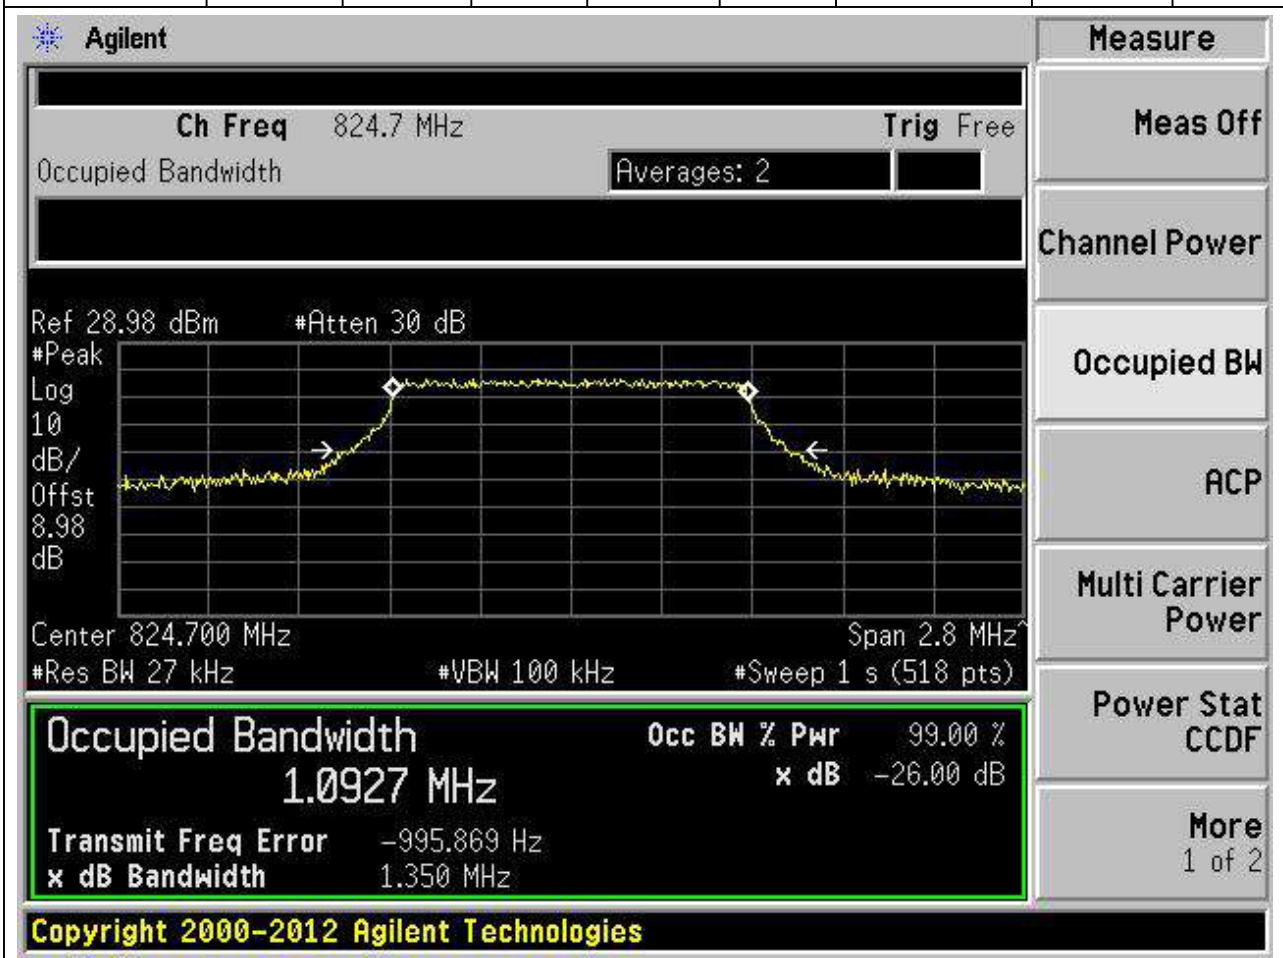 Agilent
Measure
Ch Freq 824.7 MHz Trig Free
Occupied Bandwidth Averages: 2
Meas Off
Channel Power
Occupied BW
ACP
Multi Carrier
Power
Power Stat
CCDF
More
1 of 2
Ref 28.98 dBm #Atten 30 dB
#Peak
Log
10
dB/
Offst
8.98
dB
Center 824.700 MHz Span 2.8 MHz^
#Res BW 27 kHz #VBW 100 kHz #Sweep 1 s (518 pts)
Occupied Bandwidth Occ BW % Pwr 99.00 %
1.0927 MHz x dB -26.00 dB
Transmit Freq Error -995.869 Hz
x dB Bandwidth 1.350 MHz
Copyright 2000-2012 Agilent Technologies